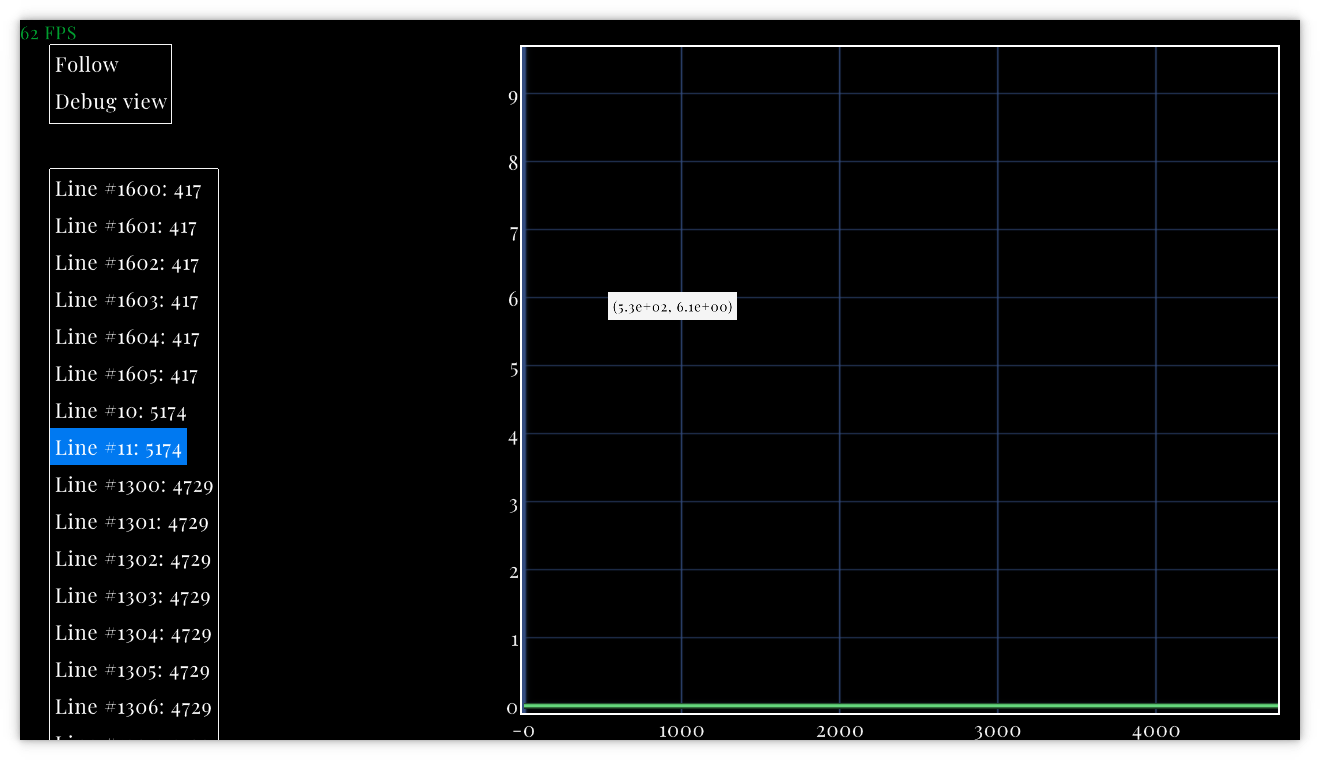 62 FPS
Follow
Debug view
Line #1600: 417
Line #1601: 417
Line #1602: 417
Line #1603: 417
Line #1604: 417
Line #1605: 417
Line #10: 5174
Line #11: 5174
Line #1300: 4729
Line #1301: 4729
Line #1302: 4729
Line #1303: 4729
Line #1304: 4729
Line #1305: 4729
Line #1306: 4729
9
8
7
6
(5.3e+02, 6.1e+00)
5
4
3
2
1
0
-0 1000 2000 3000 4000